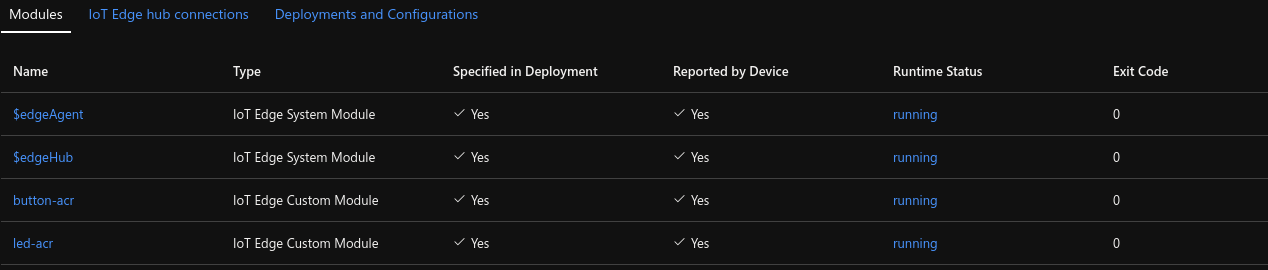 Modules IoT Edge hub connections Deployments and Configurations
Name Type Specified in Deployment Reported by Device Runtime Status Exit Code
$edgeAgent IoT Edge System Module Yes Yes running 0
$edgeHub IoT Edge System Module Yes Yes running 0
button-acr IoT Edge Custom Module Yes Yes running 0
led-acr IoT Edge Custom Module Yes Yes running 0